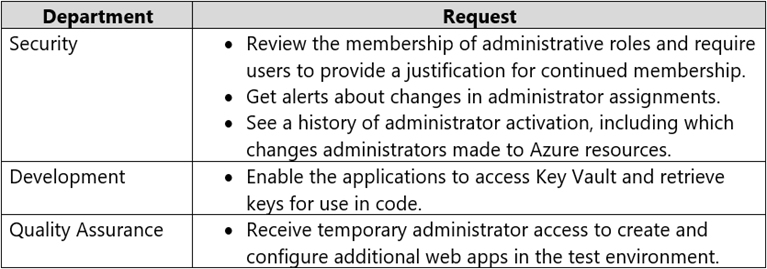 Department Request
Security • Review the membership of administrative roles and require
users to provide a justification for continued membership.
• Get alerts about changes in administrator assignments.
• See a history of administrator activation, including which
changes administrators made to Azure resources.
Development • Enable the applications to access Key Vault and retrieve
keys for use in code.
Quality Assurance • Receive temporary administrator access to create and
configure additional web apps in the test environment.